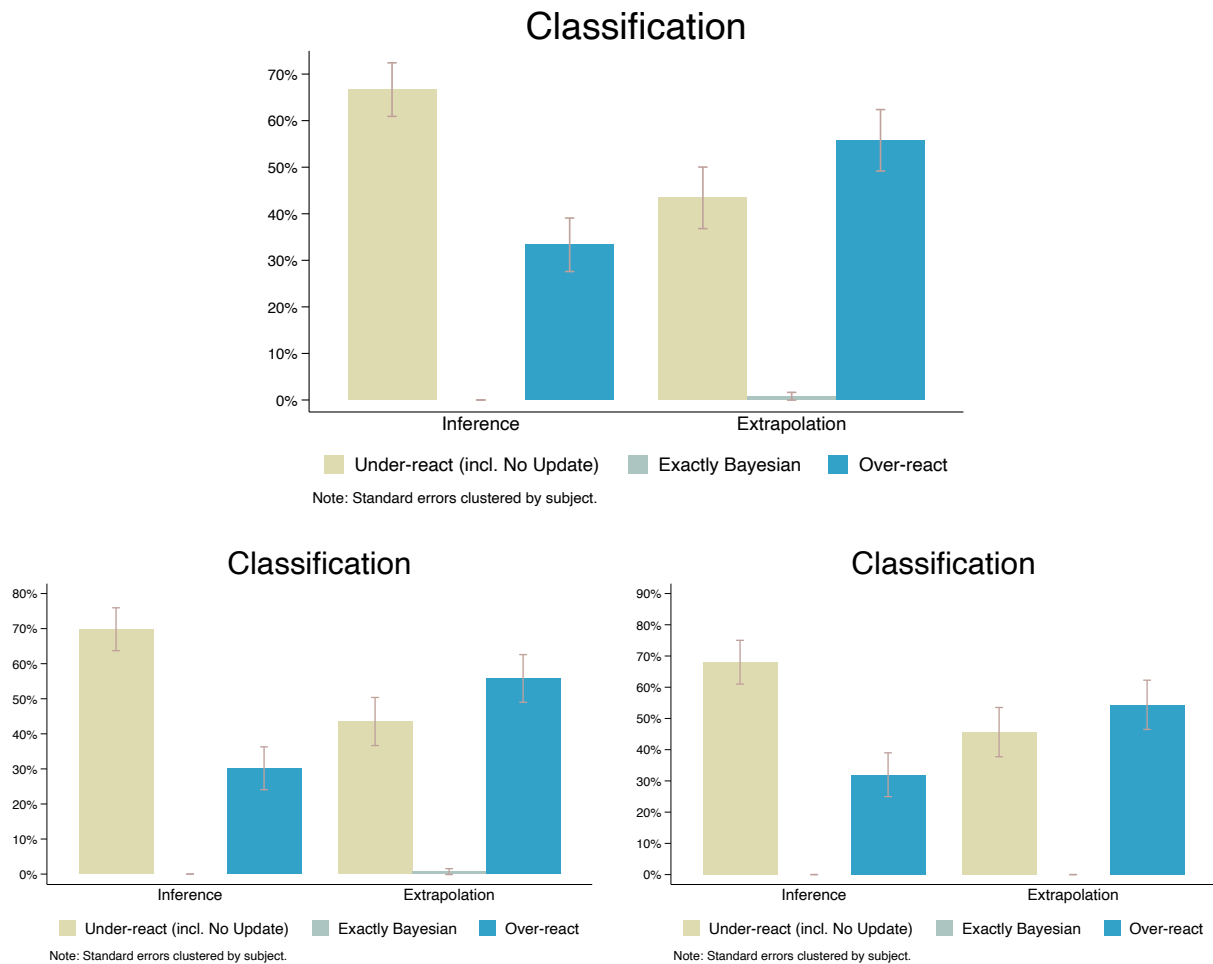 Classification
70%
60%
50%
40%
30%
20%
10%
0%
Inference Extrapolation
Under-react (incl. No Update) Exactly Bayesian Over-react
Note: Standard errors clustered by subject.
Classification
80%
70%
60%
50%
40%
30%
20%
10%
0%
Inference Extrapolation
Under-react (incl. No Update) Exactly Bayesian Over-react
Note: Standard errors clustered by subject.
Classification
90%
80%
70%
60%
50%
40%
30%
20%
10%
0%
Inference Extrapolation
Under-react (incl. No Update) Exactly Bayesian Over-react
Note: Standard errors clustered by subject.